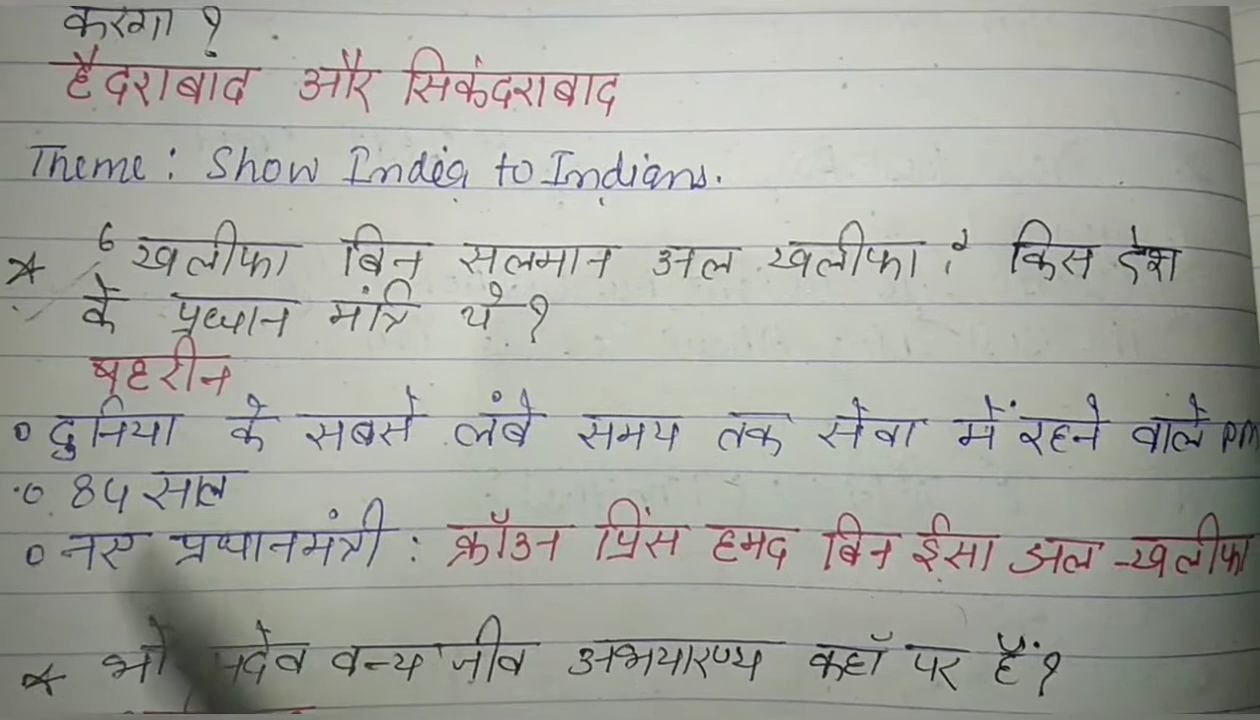 करेगा ?
हैदराबाद और सिकंदराबाद
Theme : Show India to Indians.
* ‘खलीफा बिन सलमान अल खलीफा’ किस देश
के प्रधान मंत्रि थे ?
बहरीन
० दुनिया के सबसे लंबे समय तक सेवा में रहने वाले PM
० 84 साल
० नए प्रधानमंत्री : क्रॉउन प्रिंस हमद बिन ईसा अल-खलीफा
* वन्य जीव अभयारण्य कहाँ पर हैं ?